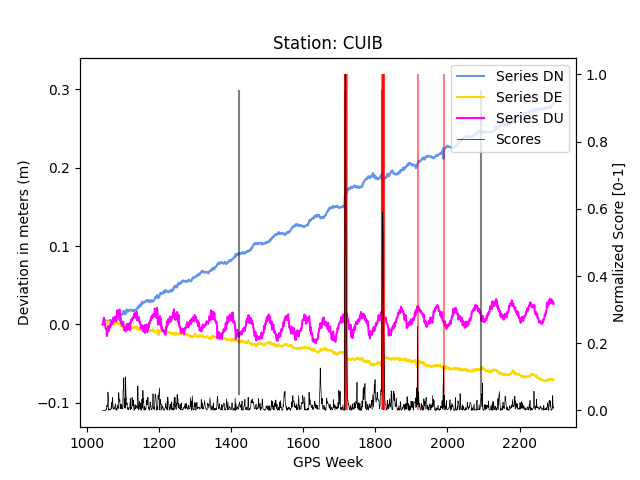 Station: CUIB
Series DN
Series DE
Series DU
Scores
Deviation in meters (m)
0.3
0.2
0.1
0.0
−0.1
1.0
0.8
0.6
0.4
0.2
0.0
Normalized Score [0-1]
1000 1200 1400 1600 1800 2000 2200
GPS Week